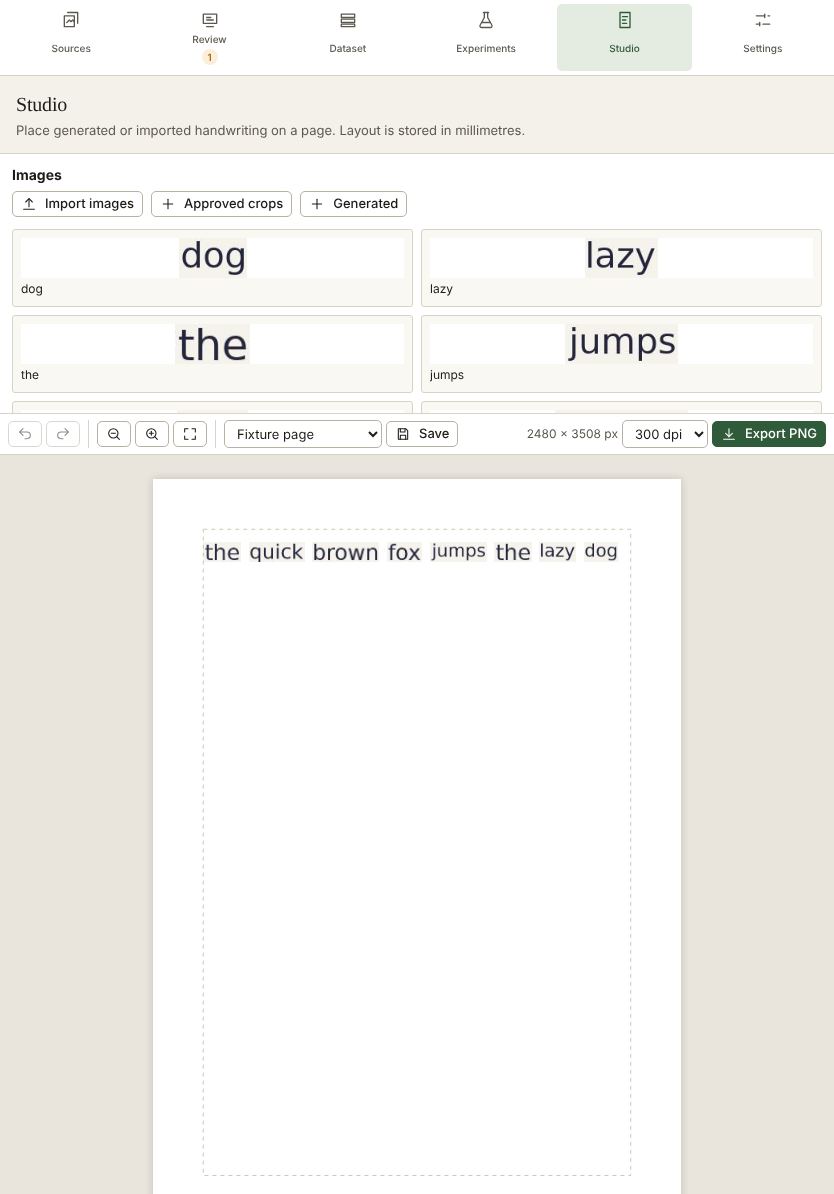 Sources
Review
1
Dataset
Experiments
Studio
Settings
Studio
Place generated or imported handwriting on a page. Layout is stored in millimetres.
Images
Import images
Approved crops
Generated
dog
dog
lazy
lazy
the
the
jumps
jumps
Fixture page
Save
2480 × 3508 px
300 dpi
Export PNG
the quick brown fox jumps the lazy dog